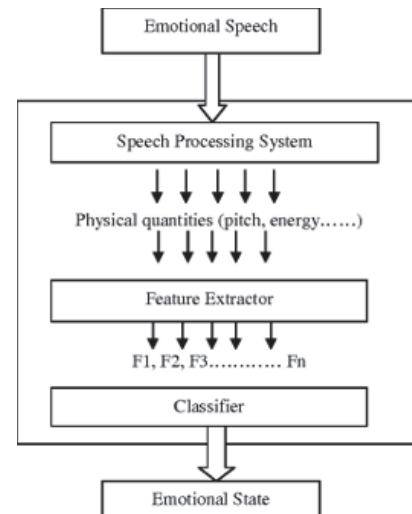 Emotional Speech
Speech Processing System
Physical quantities (pitch, energy......)
Feature Extractor
F1, F2, F3............ Fn
Classifier
Emotional State